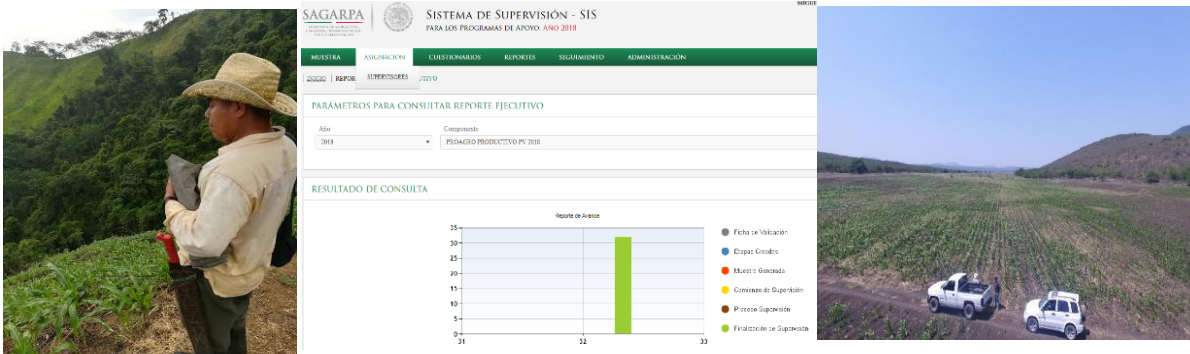 SAGARPA
SISTEMA DE SUPERVISIÓN - SIS
PARA LOS PROGRAMAS DE APOYO. AÑO 2018
MUESTRA ASIGNACIÓN CUESTIONARIOS REPORTES SEGUIMIENTO ADMINISTRACIÓN
INICIO | REPOR SUPERVISORES UTIVO
PARÁMETROS PARA CONSULTAR REPORTE EJECUTIVO
Año Componente
2018 PROAGRO PRODUCTIVO PV 2018
RESULTADO DE CONSULTA
Reporte de Avance
35
30
25
20
15
10
5
0
31 32 33
Ficha de Validación
Etapas Creadas
Muestra Generada
Comienzo de Supervisión
Proceso Supervisión
Finalización de Supervisión